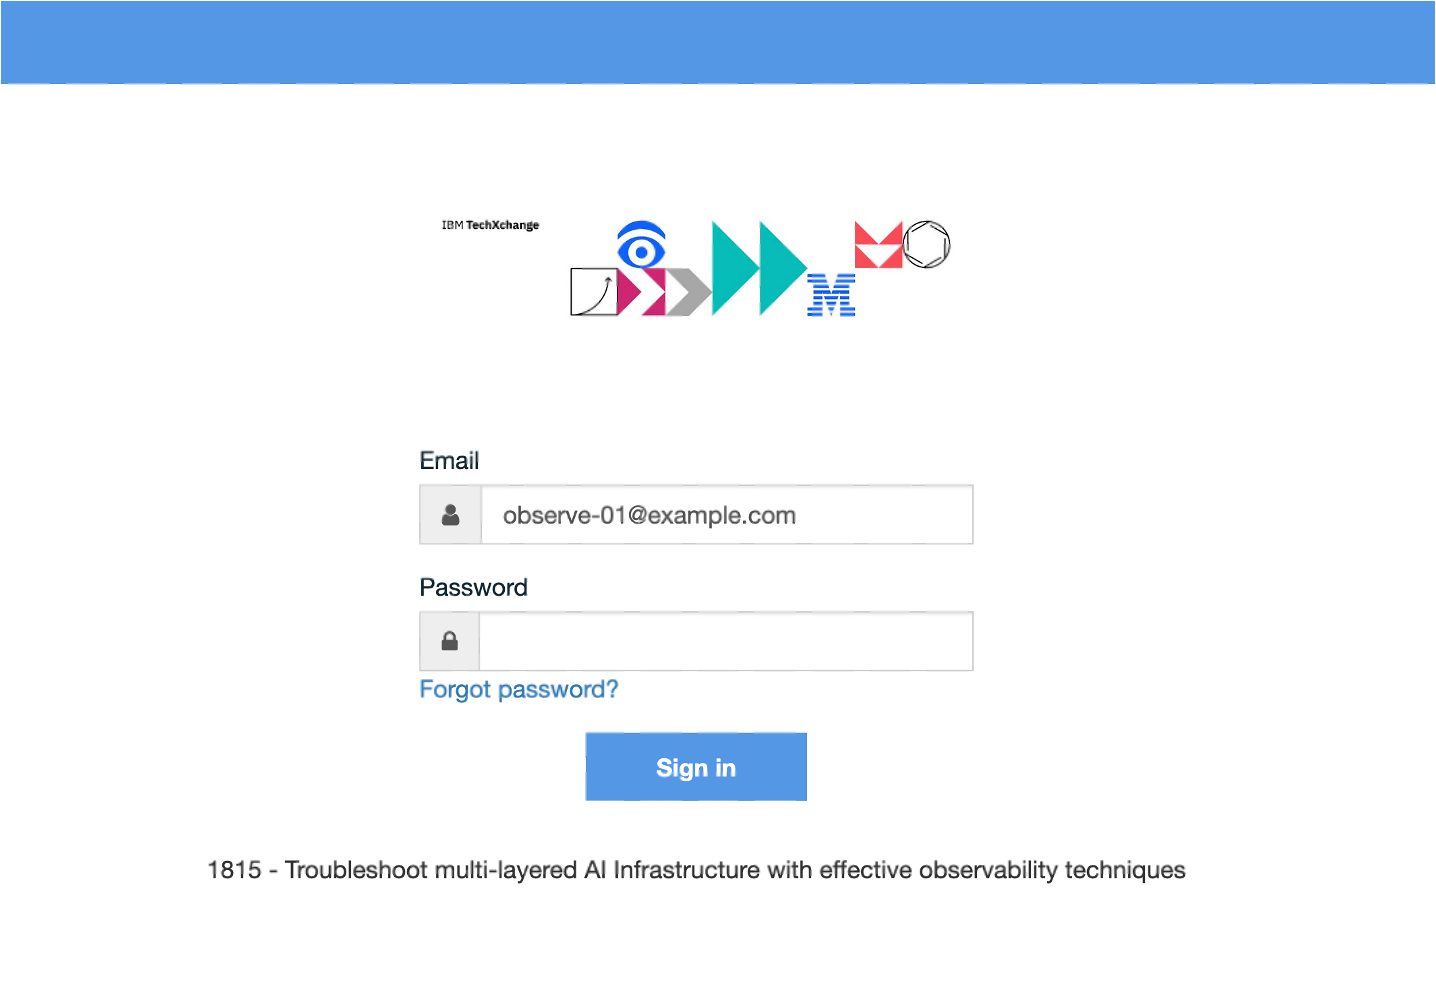 IBM TechXchange
Email
observe-01@example.com
Password
Forgot password?
Sign in
1815 - Troubleshoot multi-layered AI Infrastructure with effective observability techniques